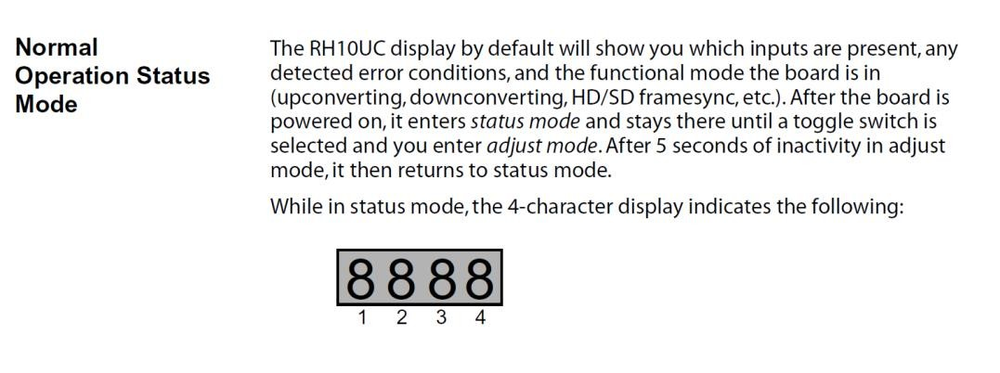 Normal
Operation Status
Mode
The RH10UC display by default will show you which inputs are present, any
detected error conditions, and the functional mode the board is in
(upconverting, downconverting, HD/SD framesync, etc.). After the board is
powered on, it enters status mode and stays there until a toggle switch is
selected and you enter adjust mode. After 5 seconds of inactivity in adjust
mode, it then returns to status mode.
While in status mode, the 4-character display indicates the following:
8 8 8 8
1 2 3 4